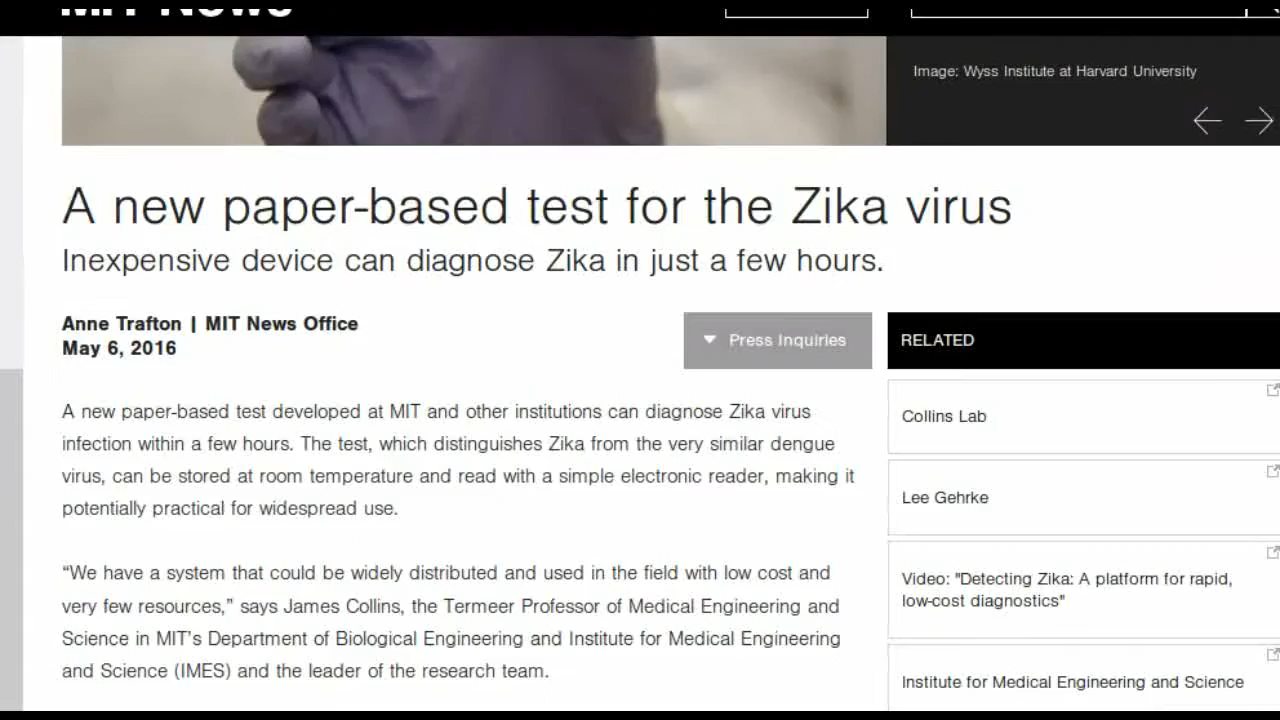 MIT News
Image: Wyss Institute at Harvard University
A new paper-based test for the Zika virus
Inexpensive device can diagnose Zika in just a few hours.
Anne Trafton | MIT News Office
May 6, 2016
Press Inquiries
RELATED
A new paper-based test developed at MIT and other institutions can diagnose Zika virus
infection within a few hours. The test, which distinguishes Zika from the very similar dengue
virus, can be stored at room temperature and read with a simple electronic reader, making it
potentially practical for widespread use.
“We have a system that could be widely distributed and used in the field with low cost and
very few resources,” says James Collins, the Termeer Professor of Medical Engineering and
Science in MIT’s Department of Biological Engineering and Institute for Medical Engineering
and Science (IMES) and the leader of the research team.
Collins Lab
Lee Gehrke
Video: "Detecting Zika: A platform for rapid,
low-cost diagnostics"
Institute for Medical Engineering and Science